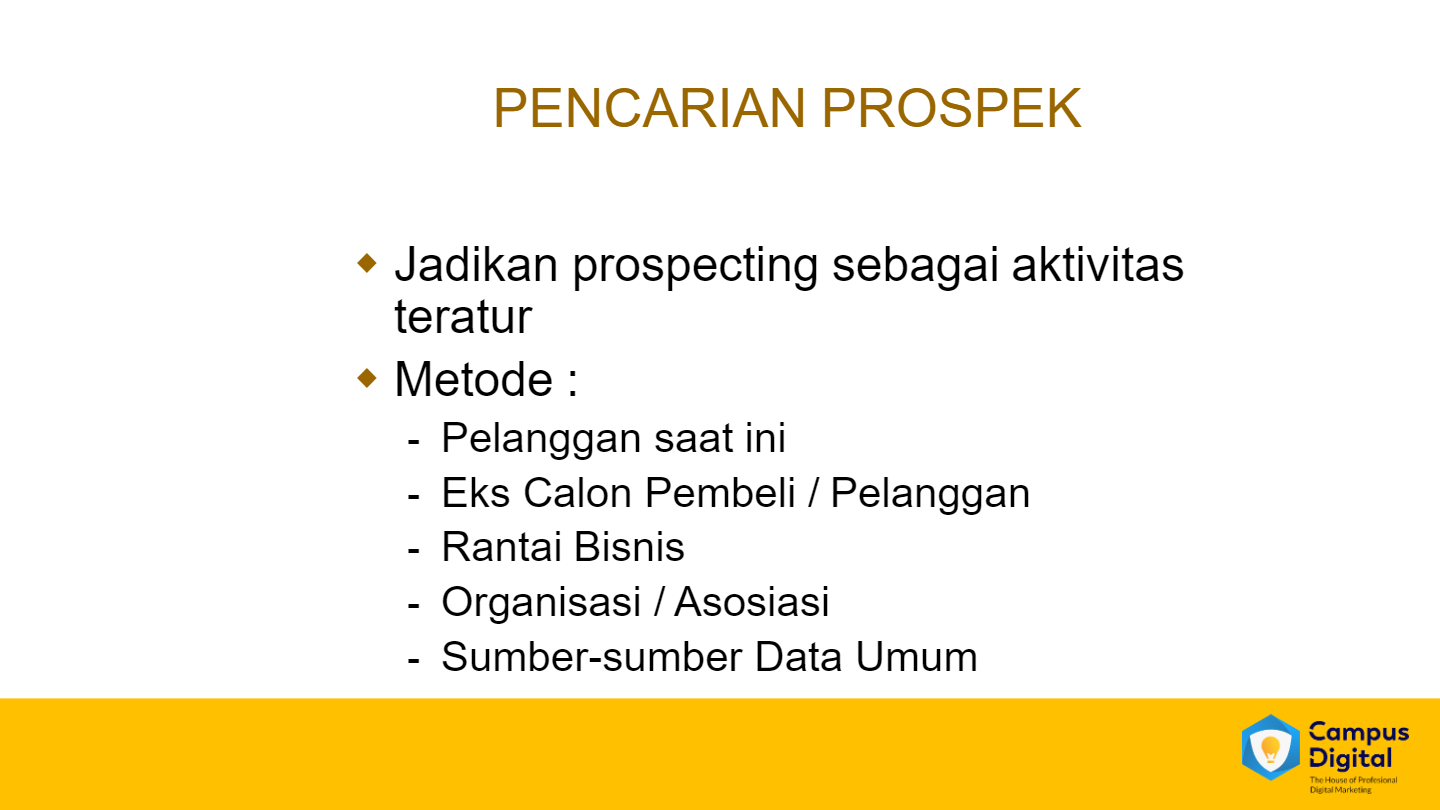 PENCARIAN PROSPEK
◆ Jadikan prospecting sebagai aktivitas
teratur
◆ Metode :
- Pelanggan saat ini
- Eks Calon Pembeli / Pelanggan
- Rantai Bisnis
- Organisasi / Asosiasi
- Sumber-sumber Data Umum
Campus
Digital
The House of Profesional
Digital Marketing